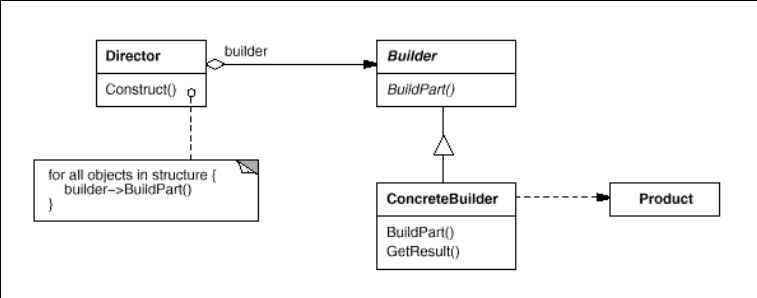 Director
Construct()
builder
Builder
BuildPart()
for all objects in structure {
builder->BuildPart()
}
ConcreteBuilder
BuildPart()
GetResult()
Product